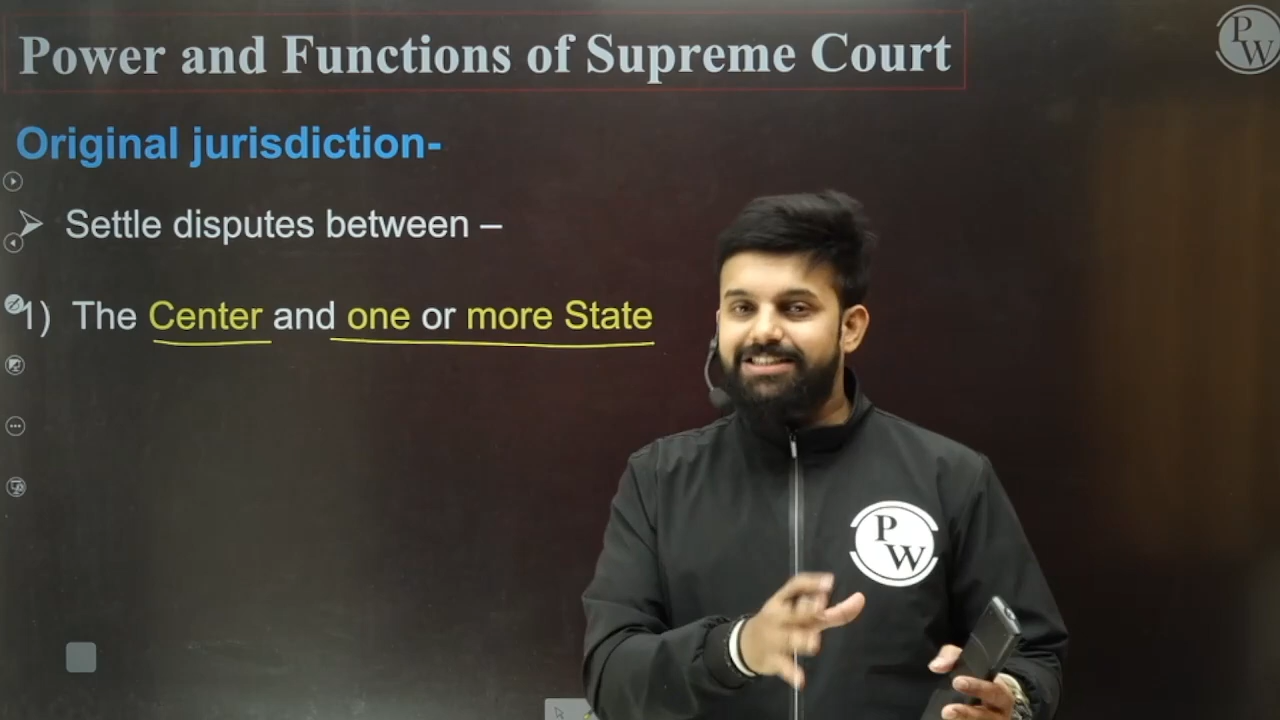 Power and Functions of Supreme Court
P
W
Original jurisdiction-
➢ Settle disputes between –
1) The Center and one or more State
P
W